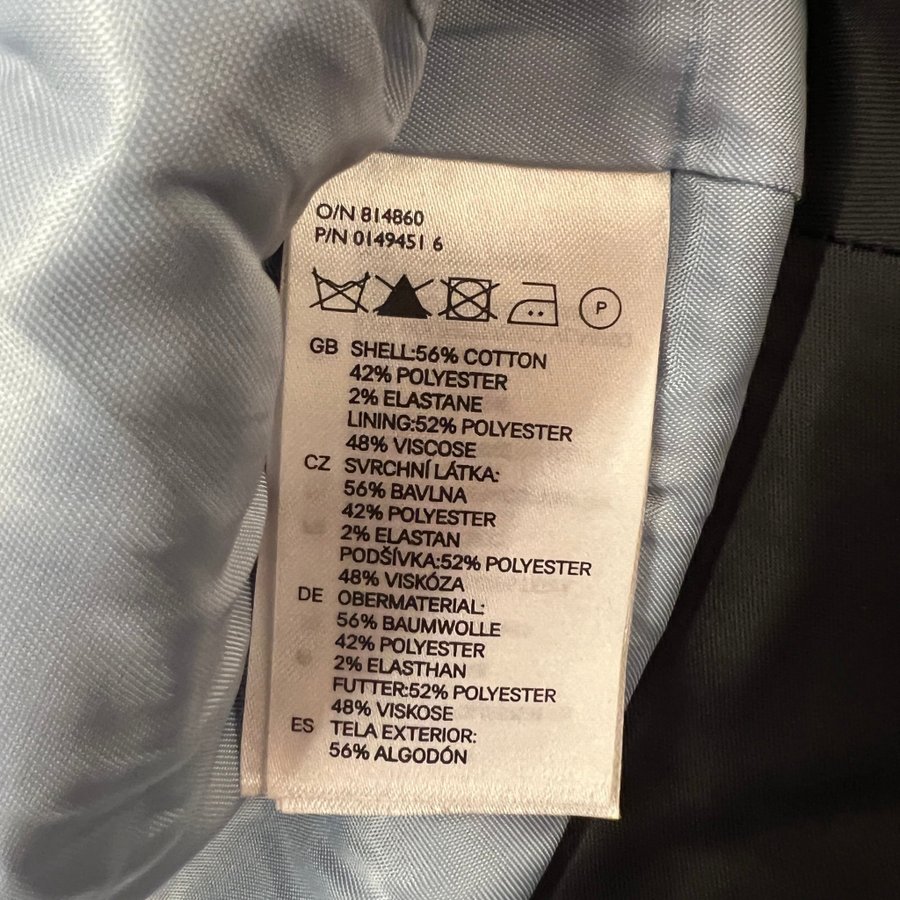 O/N 814860
P/N 0149451 6
P
GB SHELL:56% COTTON
42% POLYESTER
2% ELASTANE
LINING:52% POLYESTER
48% VISCOSE
CZ SVRCHNÍ LÁTKA:
56% BAVLNA
42% POLYESTER
2% ELASTAN
PODŠÍVKA:52% POLYESTER
48% VISKÓZA
DE OBERMATERIAL:
56% BAUMWOLLE
42% POLYESTER
2% ELASTHAN
FUTTER:52% POLYESTER
48% VISKOSE
ES TELA EXTERIOR:
56% ALGODÓN